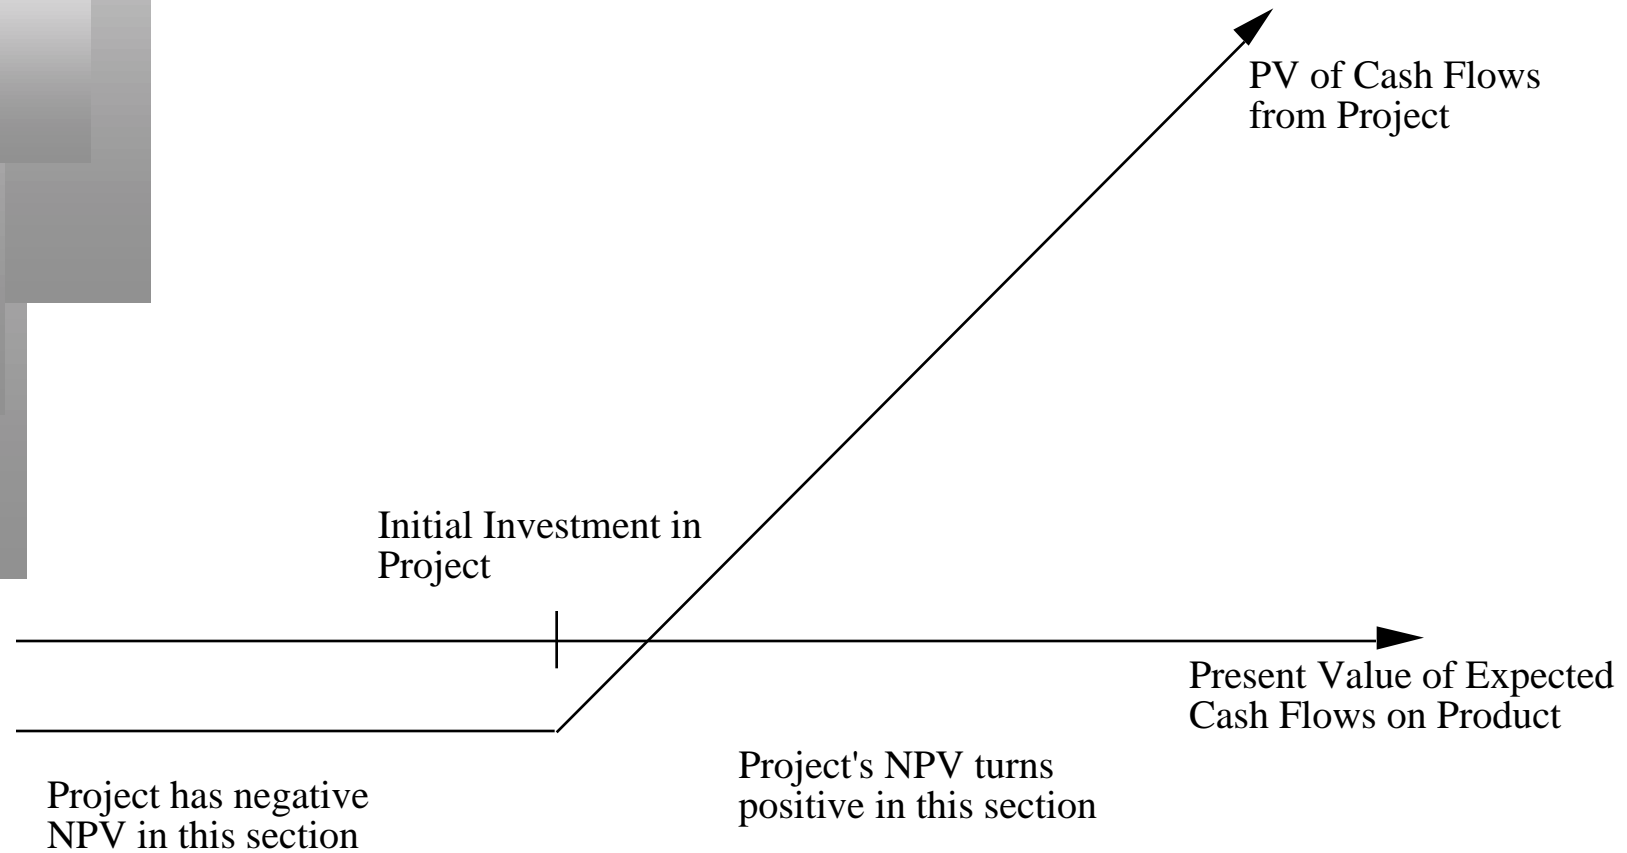 PV of Cash Flows
from Project
Initial Investment in
Project
Present Value of Expected
Cash Flows on Product
Project's NPV turns
positive in this section
Project has negative
NPV in this section